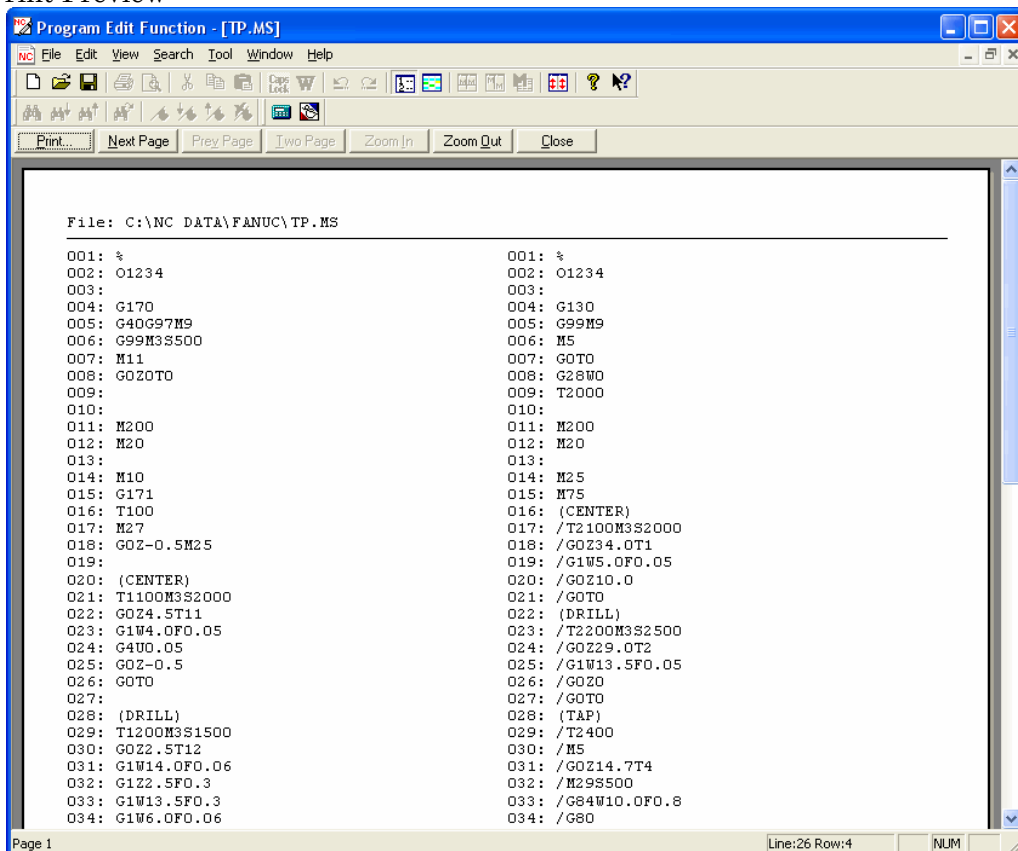 Print Preview
Program Edit Function - [TP.MS]
File Edit View Search Tool Window Help
Print... Next Page Prev Page Two Page Zoom In Zoom Out Close
File: C:\NC DATA\FANUC\TP.MS
001: %
002: O1234
003:
004: G170
005: G40G97M9
006: G99M3S500
007: M11
008: G0Z0T0
009:
010:
011: M200
012: M20
013:
014: M10
015: G171
016: T100
017: M27
018: G0Z-0.5M25
019:
020: (CENTER)
021: T1100M3S2000
022: G0Z4.5T11
023: G1W4.0F0.05
024: G4U0.05
025: G0Z-0.5
026: G0T0
027:
028: (DRILL)
029: T1200M3S1500
030: G0Z2.5T12
031: G1W14.0F0.06
032: G1Z2.5F0.3
033: G1W13.5F0.3
034: G1W6.0F0.06
001: %
002: O1234
003:
004: G130
005: G99M9
006: M5
007: G0T0
008: G28W0
009: T2000
010:
011: M200
012: M20
013:
014: M25
015: M75
016: (CENTER)
017: /T2100M3S2000
018: /G0Z34.0T1
019: /G1W5.0F0.05
020: /G0Z10.0
021: /G0T0
022: (DRILL)
023: /T2200M3S2500
024: /G0Z29.0T2
025: /G1W13.5F0.05
026: /G0Z0
027: /G0T0
028: (TAP)
029: /T2400
030: /M5
031: /G0Z14.7T4
032: /M29S500
033: /G84W10.0F0.8
034: /G80
Page 1
Line:26 Row:4
NUM